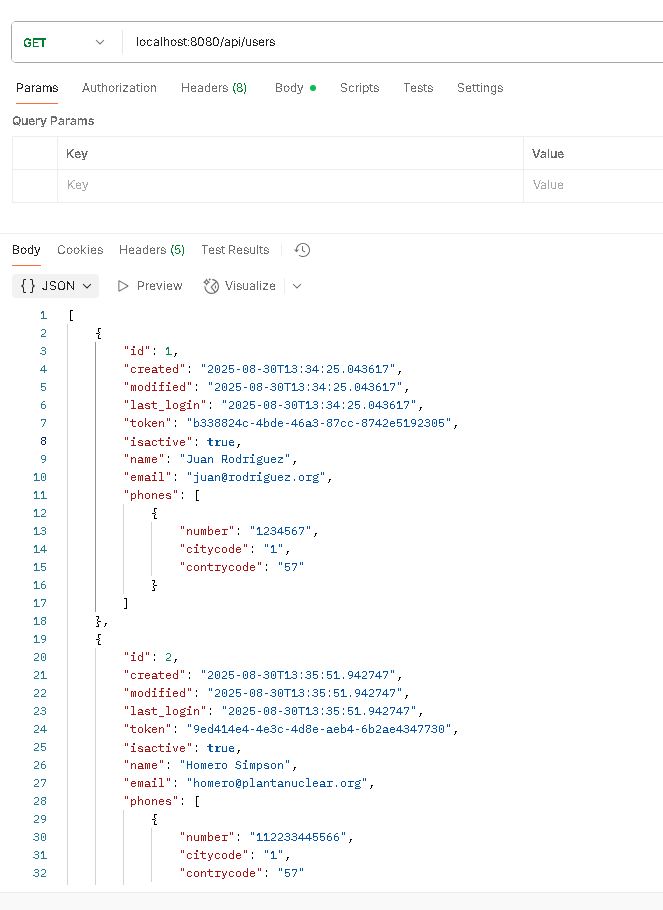 GET localhost:8080/api/users
Params Authorization Headers (8) Body Scripts Tests Settings
Query Params
Key Value
Key Value
Body Cookies Headers (5) Test Results
{} JSON Preview Visualize
1 [
2 {
3 "id": 1,
4 "created": "2025-08-30T13:34:25.043617",
5 "modified": "2025-08-30T13:34:25.043617",
6 "last_login": "2025-08-30T13:34:25.043617",
7 "token": "b338824c-4bde-46a3-87cc-8742e5192305",
8 "isactive": true,
9 "name": "Juan Rodriguez",
10 "email": "juan@rodriguez.org",
11 "phones": [
12 {
13 "number": "1234567",
14 "citycode": "1",
15 "contrycode": "57"
16 }
17 ]
18 },
19 {
20 "id": 2,
21 "created": "2025-08-30T13:35:51.942747",
22 "modified": "2025-08-30T13:35:51.942747",
23 "last_login": "2025-08-30T13:35:51.942747",
24 "token": "9ed414e4-4e3c-4d8e-aeb4-6b2ae4347730",
25 "isactive": true,
26 "name": "Homero Simpson",
27 "email": "homero@plantanuclear.org",
28 "phones": [
29 {
30 "number": "112233445566",
31 "citycode": "1",
32 "contrycode": "57"